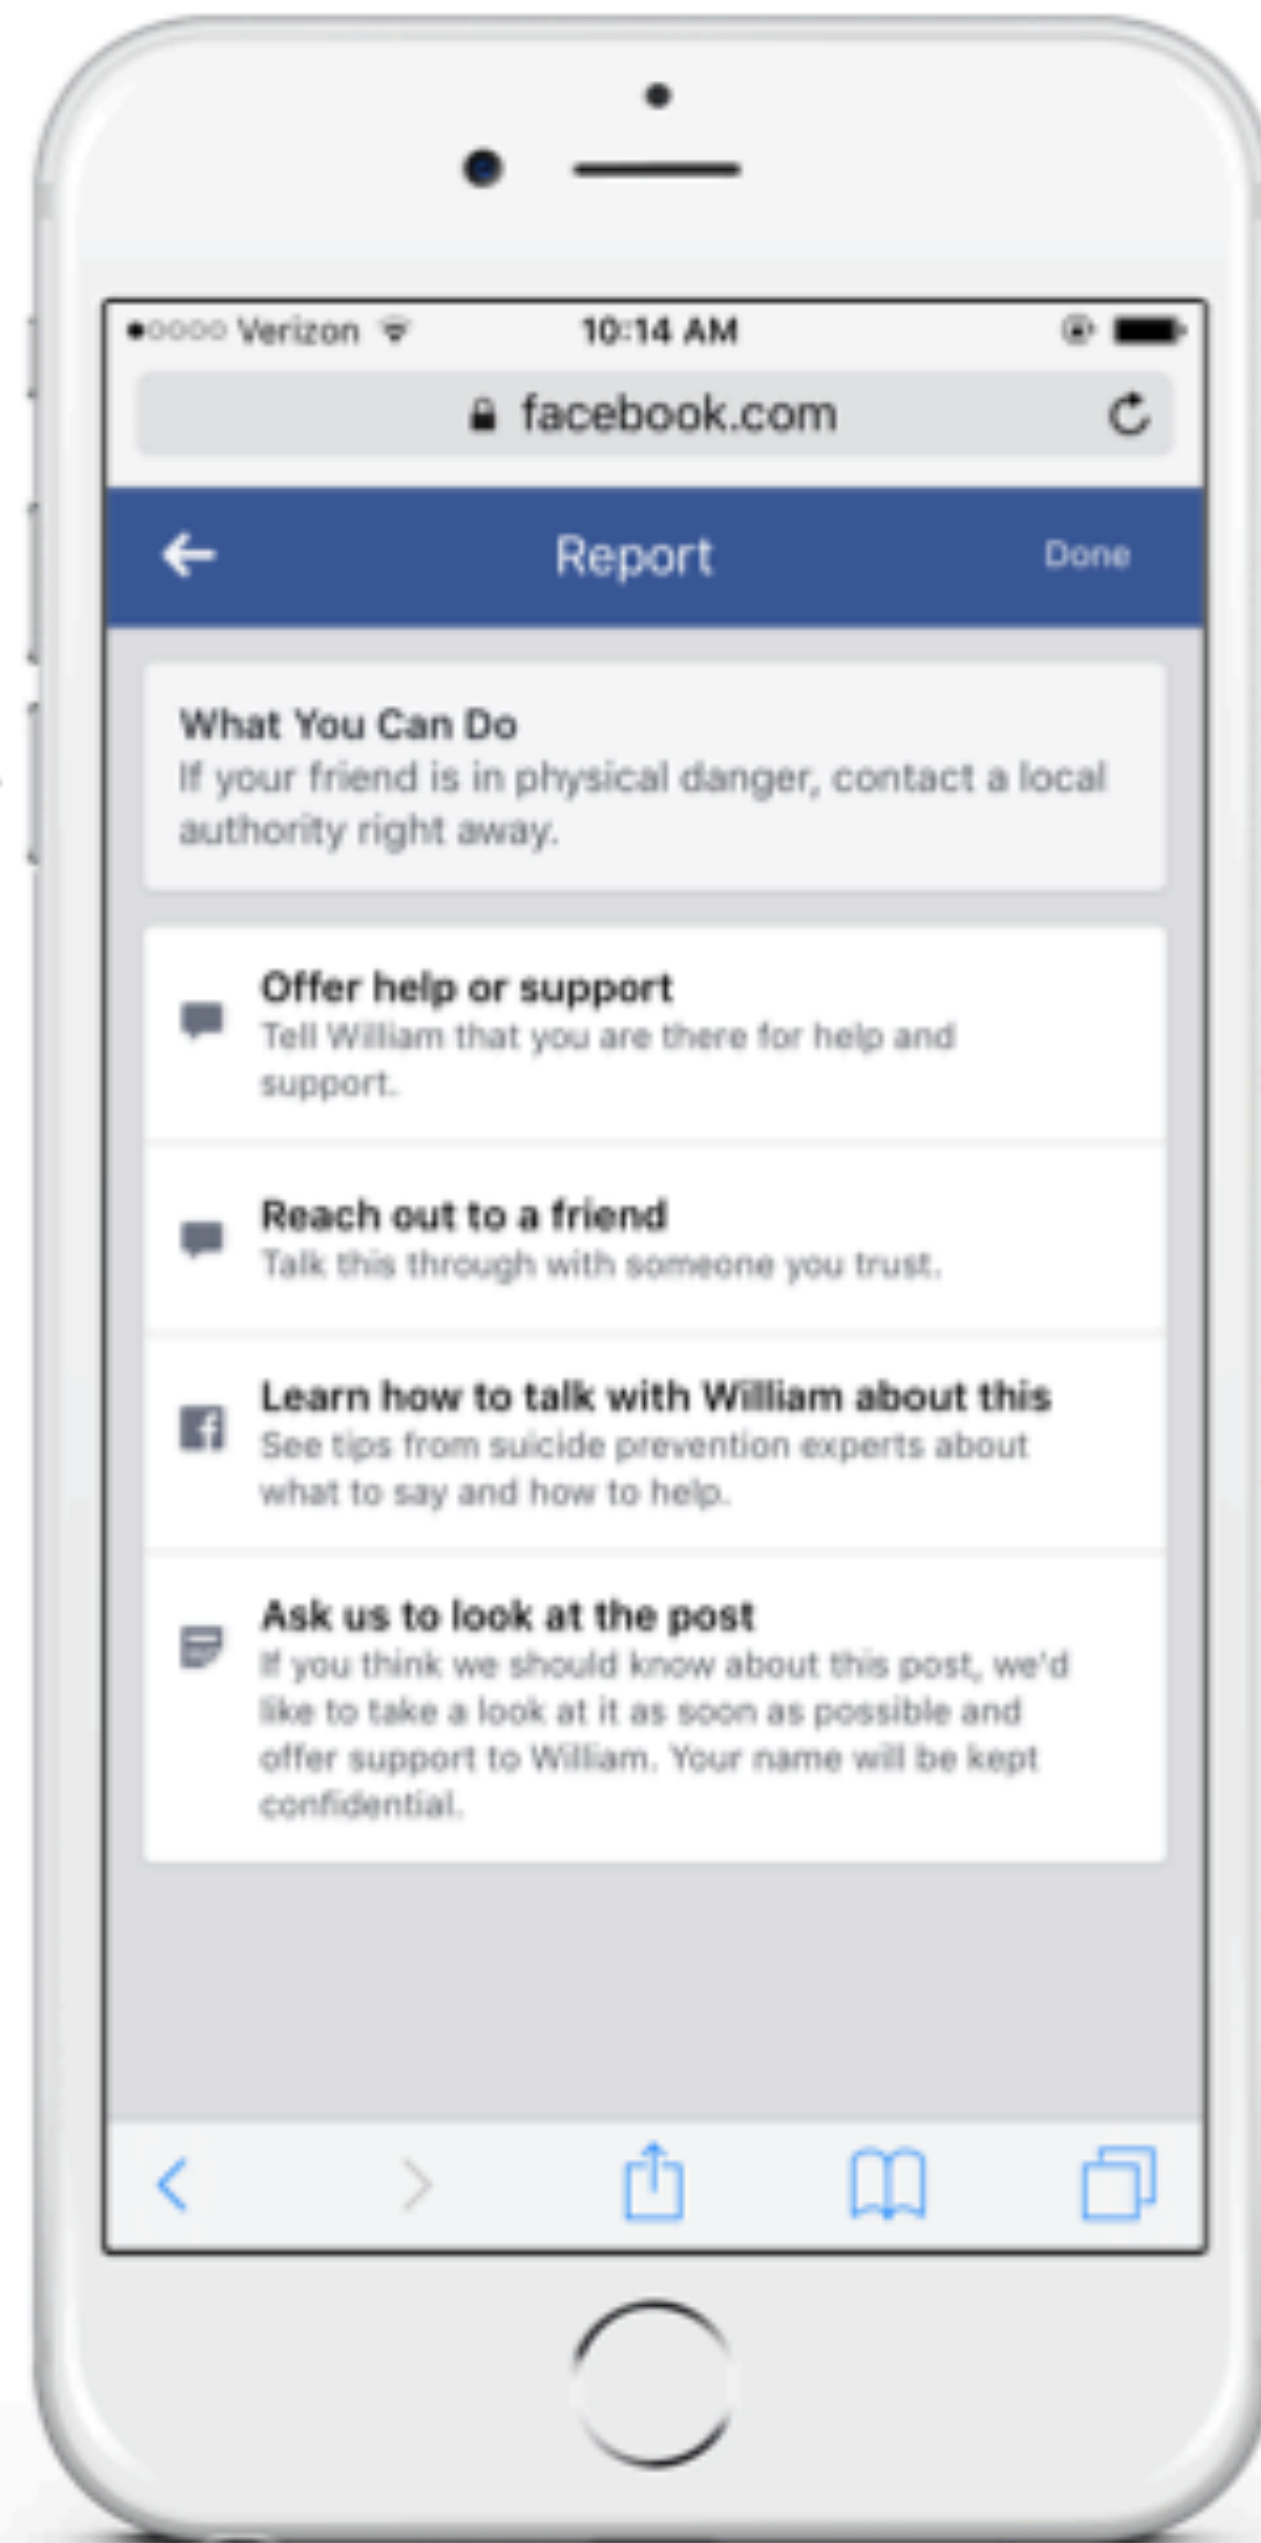 Verizon 10:14 AM
facebook.com
Report Done
What You Can Do
If your friend is in physical danger, contact a local
authority right away.
Offer help or support
Tell William that you are there for help and
support.
Reach out to a friend
Talk this through with someone you trust.
Learn how to talk with William about this
See tips from suicide prevention experts about
what to say and how to help.
Ask us to look at the post
If you think we should know about this post, we'd
like to take a look at it as soon as possible and
offer support to William. Your name will be kept
confidential.